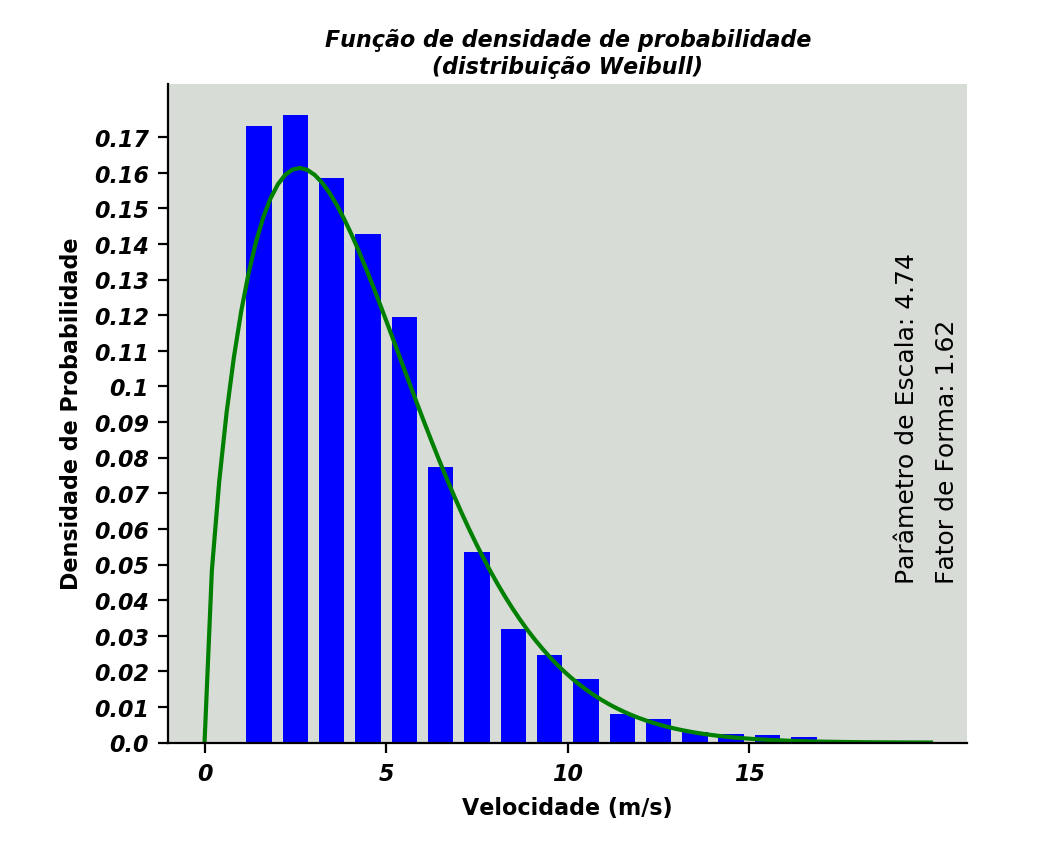 Função de densidade de probabilidade
(distribuição Weibull)
Densidade de Probabilidade
0.17
0.16
0.15
0.14
0.13
0.12
0.11
0.1
0.09
0.08
0.07
0.06
0.05
0.04
0.03
0.02
0.01
0.0
0 5 10 15
Velocidade (m/s)
Parâmetro de Escala: 4.74
Fator de Forma: 1.62